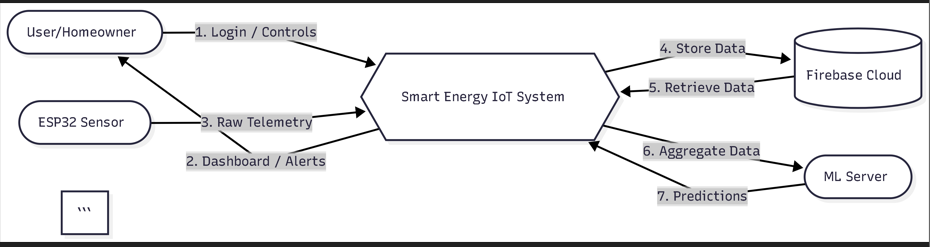 User/Homeowner
1. Login / Controls
4. Store Data
Firebase Cloud
5. Retrieve Data
Smart Energy IoT System
ESP32 Sensor
3. Raw Telemetry
2. Dashboard / Alerts
6. Aggregate Data
ML Server
7. Predictions
```